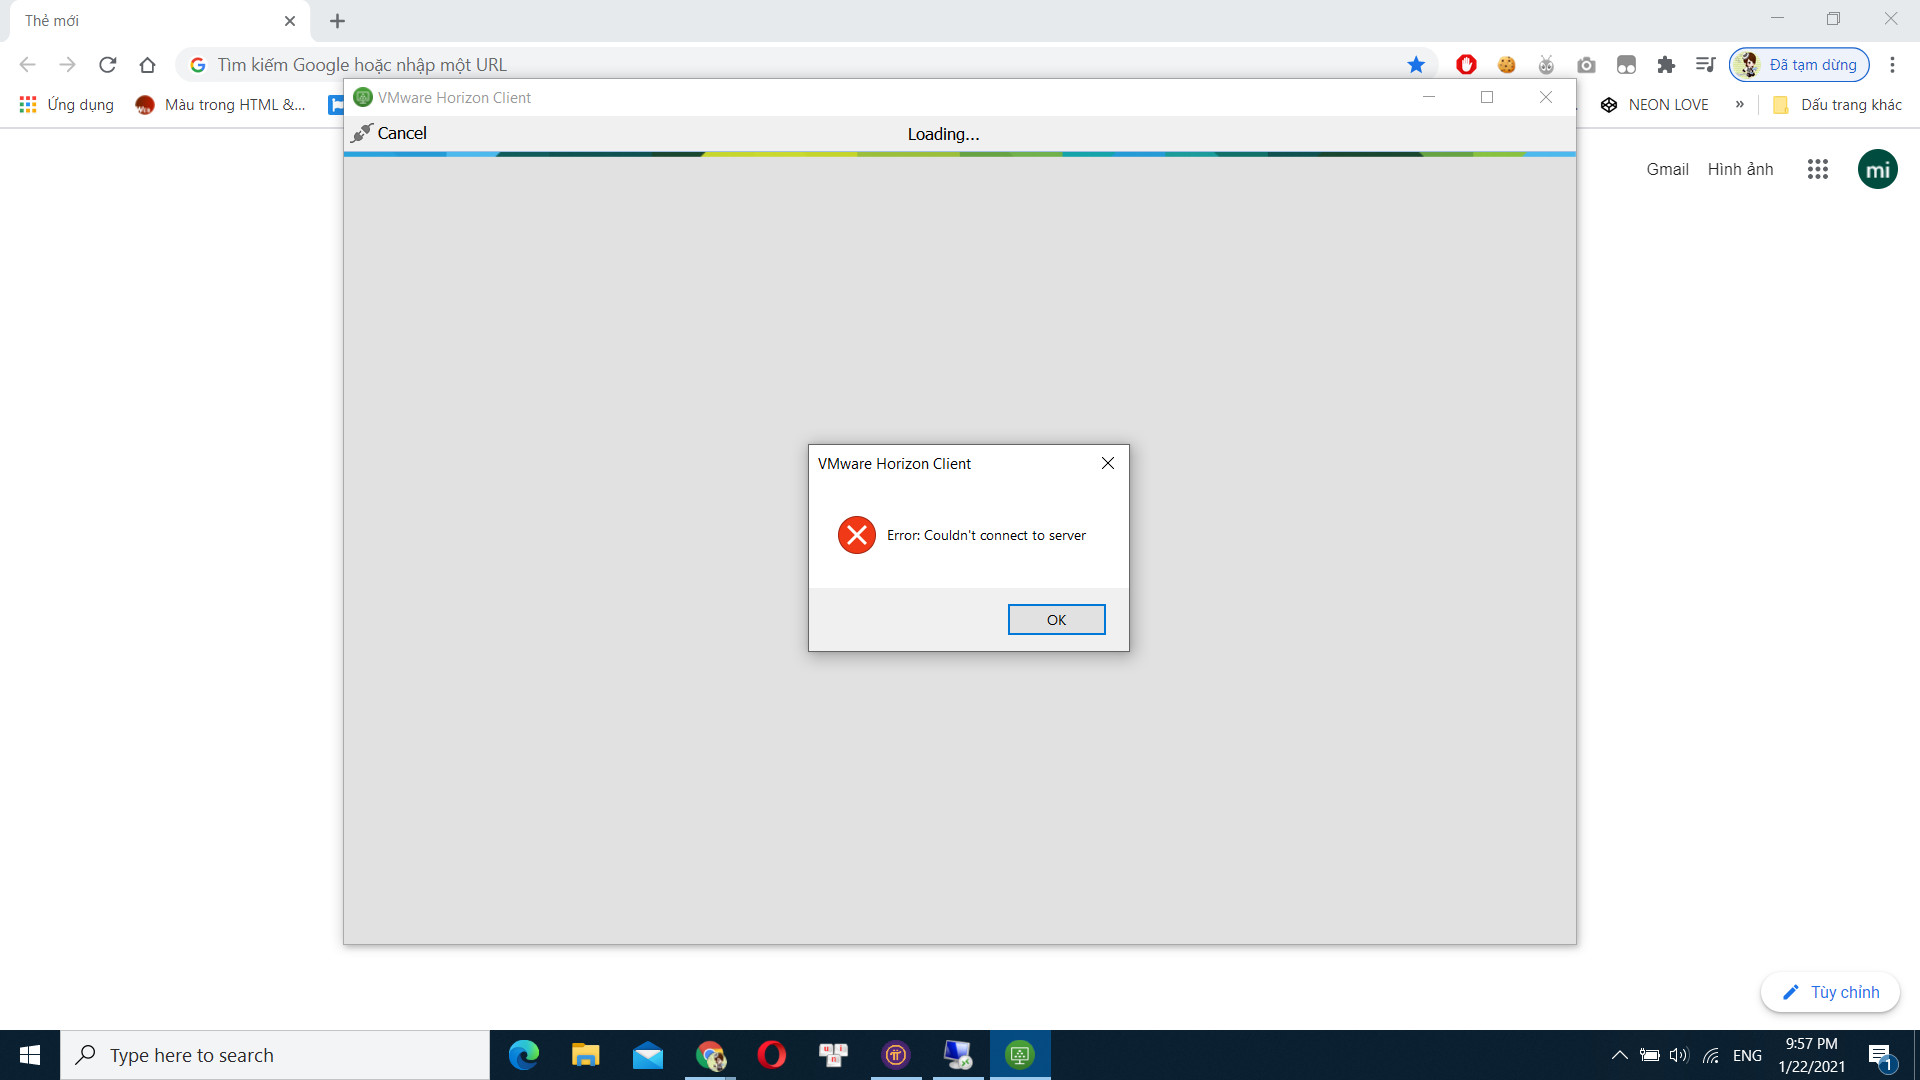 Thẻ mới
Tìm kiếm Google hoặc nhập một URL
Đã tạm dừng
Ứng dụng
Màu trong HTML &...
NEON LOVE
»
Dấu trang khác
VMware Horizon Client
Cancel
Loading...
Gmail
Hình ảnh
mi
VMware Horizon Client
Error: Couldn't connect to server
OK
Tùy chỉnh
Type here to search
ENG
9:57 PM
1/22/2021
1